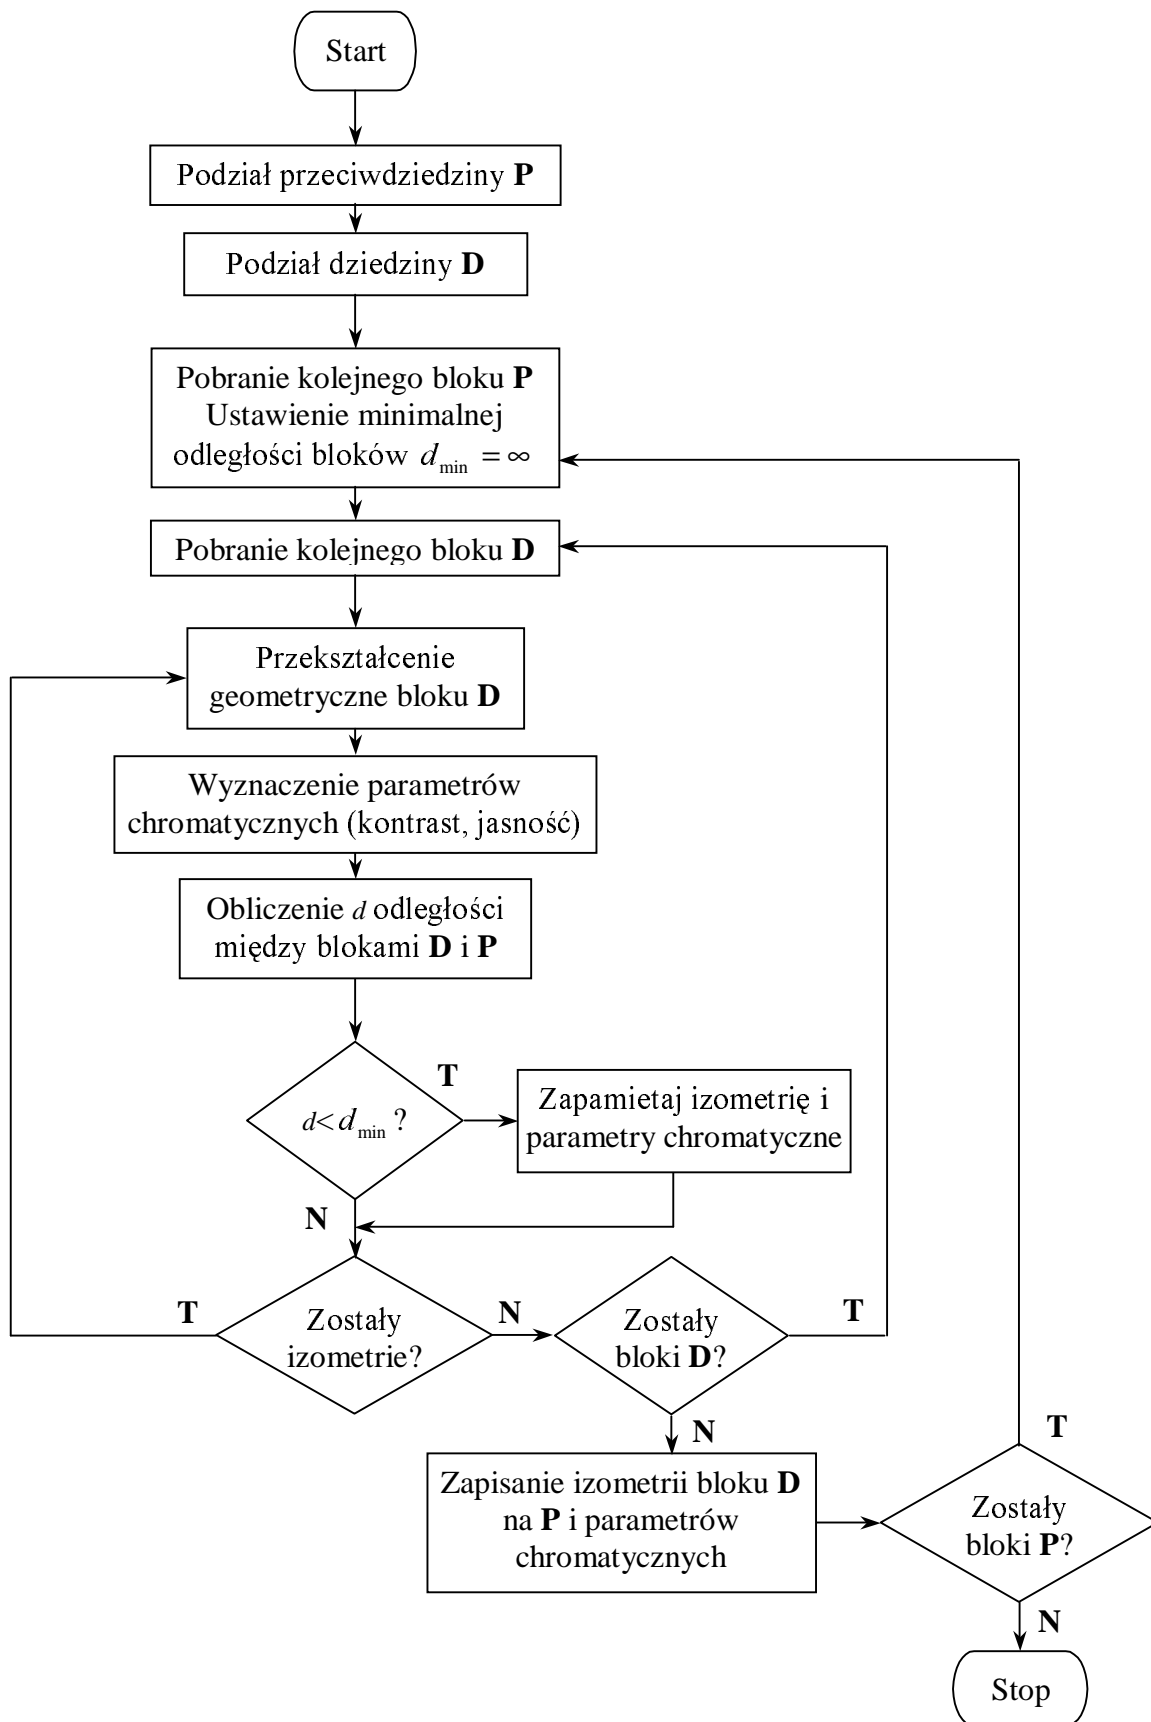 Start
Podział przeciwdziedziny P
Podział dziedziny D
Pobranie kolejnego bloku P
Ustawienie minimalnej
odległości bloków d_min = ∞
Pobranie kolejnego bloku D
Przekształcenie
geometryczne bloku D
Wyznaczenie parametrów
chromatycznych (kontrast, jasność)
Obliczenie d odległości
między blokami D i P
d< d_min ?
T
N
Zapamietaj izometrię i
parametry chromatyczne
Zostały
izometrie?
T
N
Zostały
bloki D?
T
N
Zapisanie izometrii bloku D
na P i parametrów
chromatycznych
Zostały
bloki P?
T
N
Stop